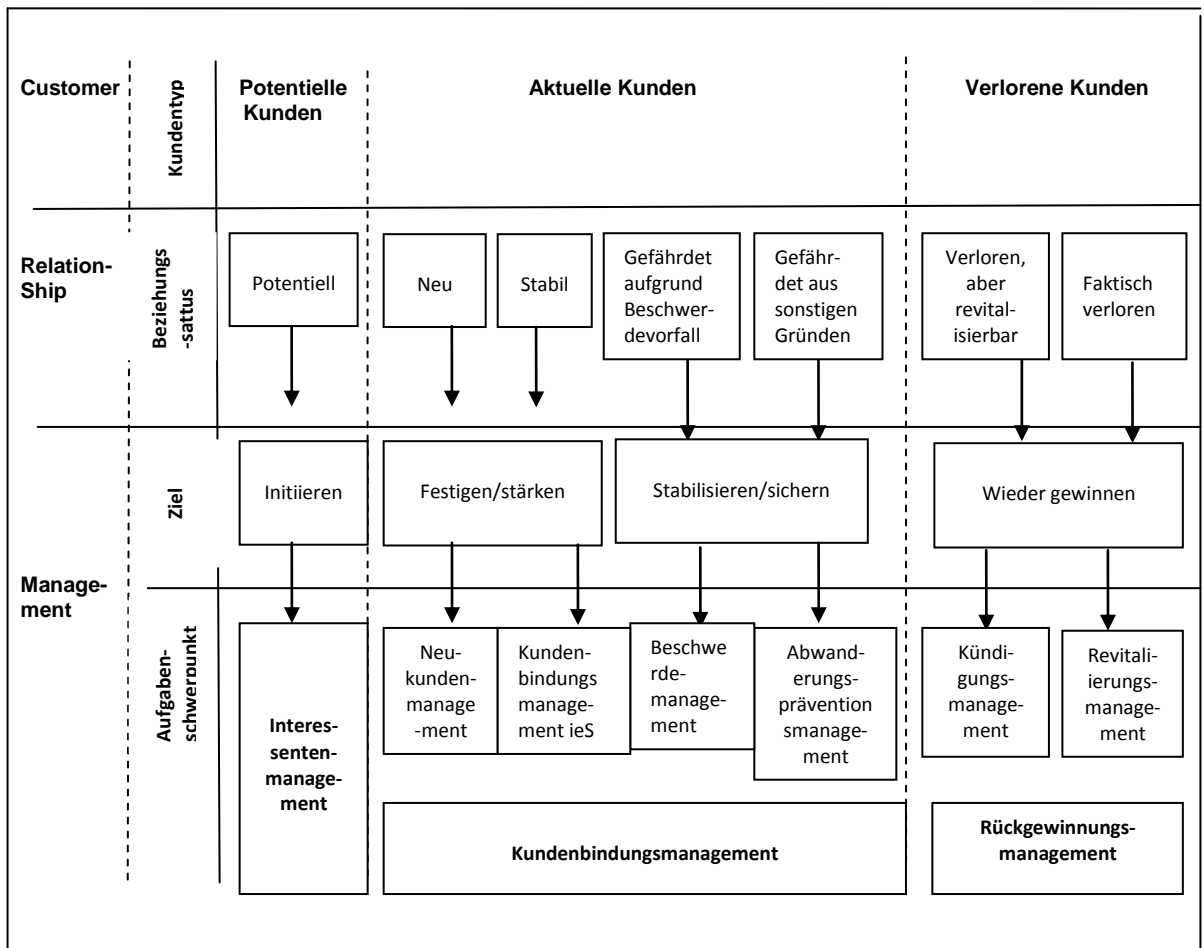 Customer
Kundentyp
Potentielle
Kunden
Aktuelle Kunden
Verlorene Kunden
Relation-
Ship
Beziehungs
-sattus
Potentiell
Neu
Stabil
Gefährdet
aufgrund
Beschwer-
devorfall
Gefähr-
det aus
sonstigen
Gründen
Verloren,
aber
revital-
isierbar
Faktisch
verloren
Ziel
Initiieren
Festigen/stärken
Stabilisieren/sichern
Wieder gewinnen
Manage-
ment
Aufgaben-
schwerpunkt
Interes-
senten-
manage-
ment
Neu-
kunden-
manage
-ment
Kunden-
bindungs
manage-
ment ieS
Beschwe
rde-
manage-
ment
Abwand-
erungs-
prävention
smanage-
ment
Kündi-
gungs-
manage-
ment
Revitali-
ierungs-
manage-
ment
Kundenbindungsmanagement
Rückgewinnungs-
management